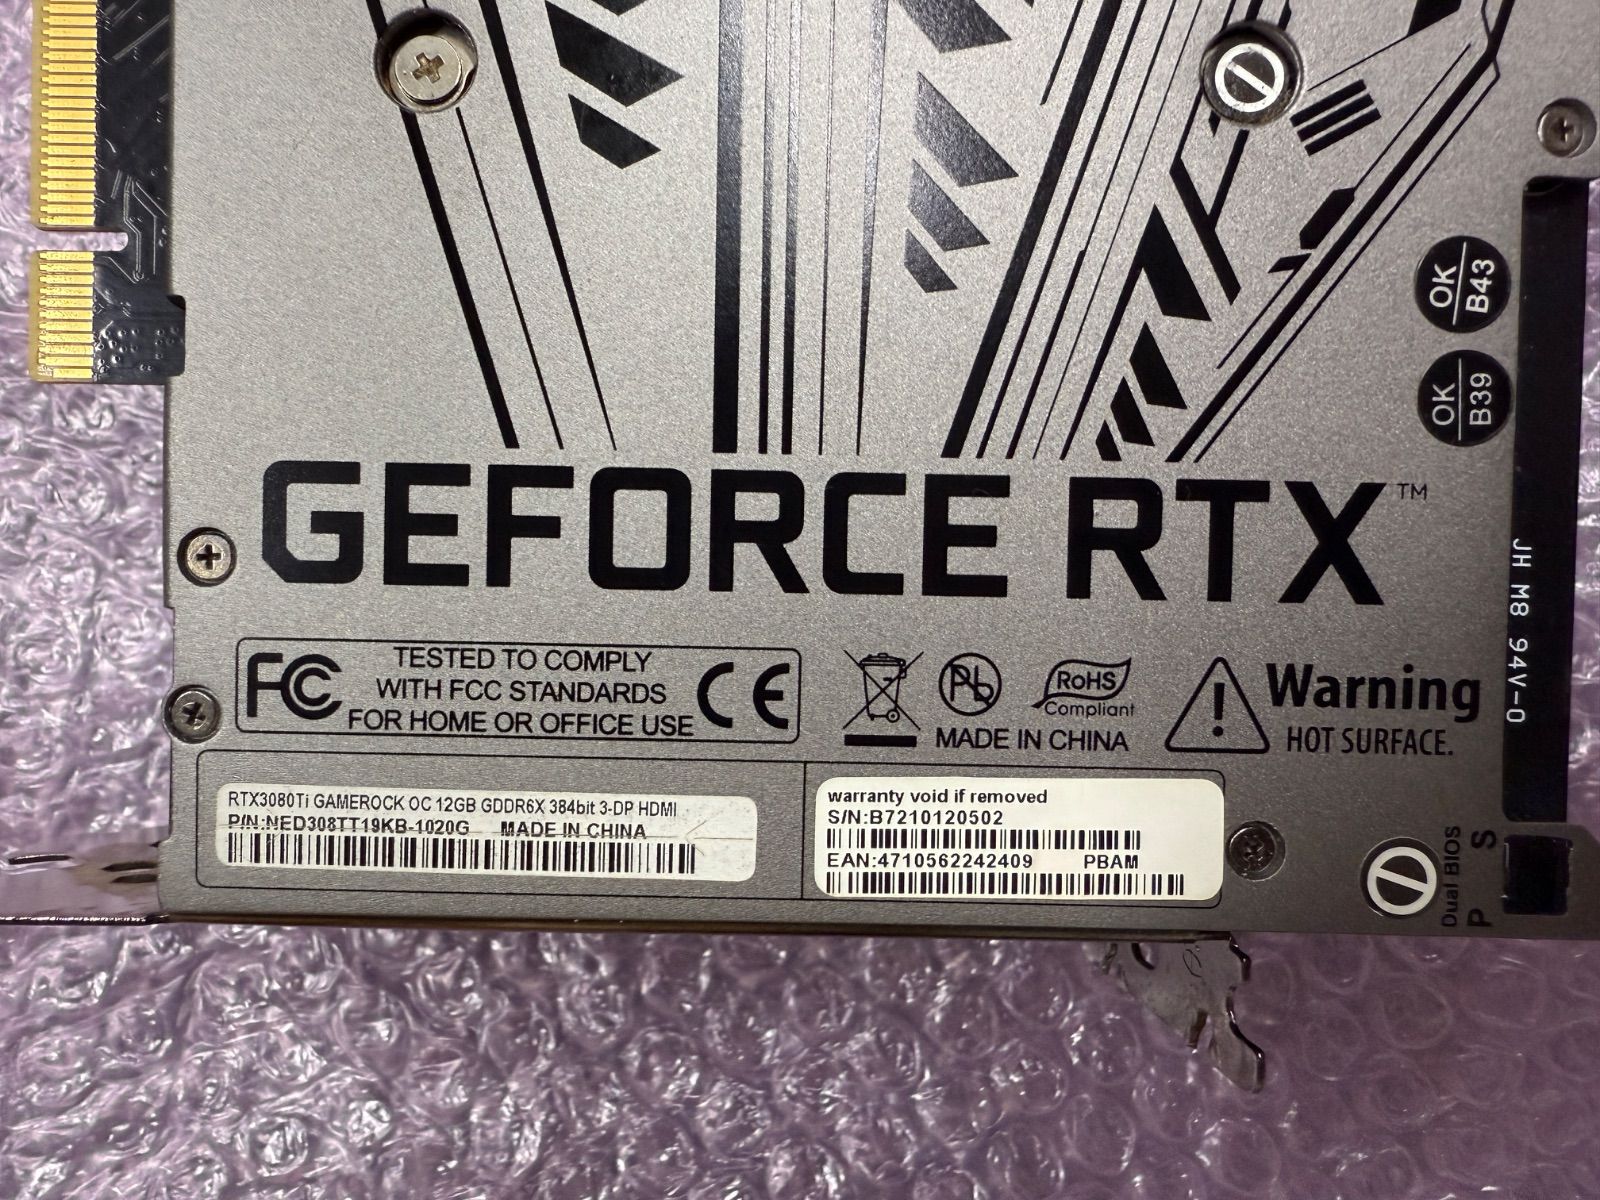 OK
B43
OK
B39
GEFORCE RTX™
JH M8 94V-0
FC
TESTED TO COMPLY
WITH FCC STANDARDS
FOR HOME OR OFFICE USE
CE
Pb
RoHS
Compliant
MADE IN CHINA
Warning
HOT SURFACE.
RTX3080Ti GAMEROCK OC 12GB GDDR6X 384bit 3-DP HDMI
P/N:NED308TT19KB-1020G MADE IN CHINA
warranty void if removed
S/N:B7210120502
EAN:4710562242409 PBAM
Dual BIOS
P S